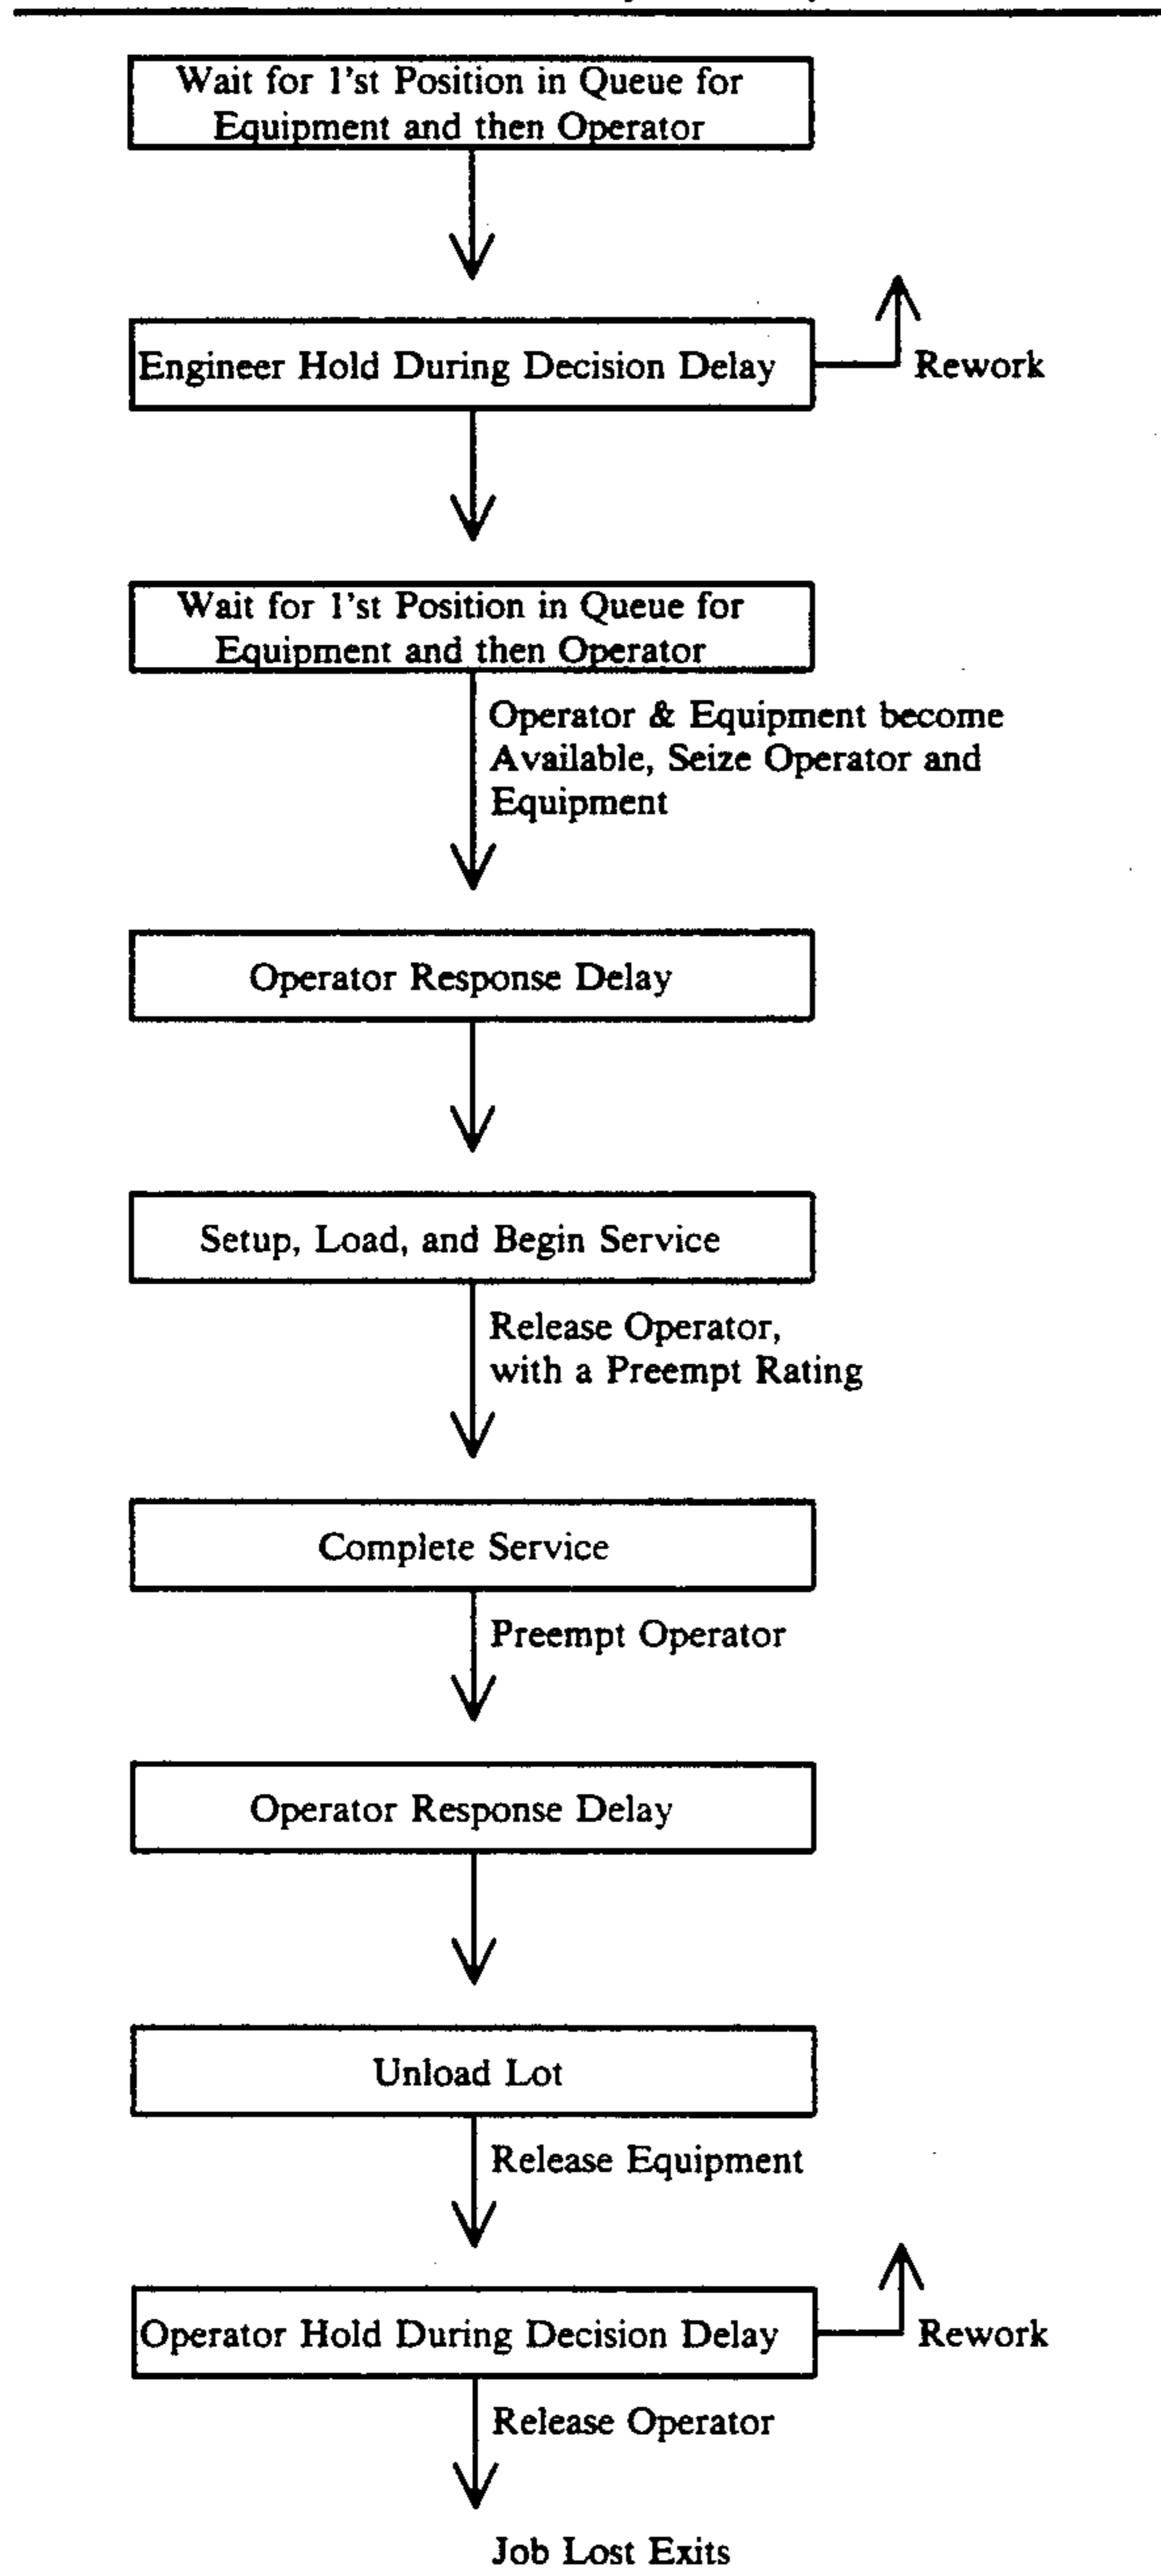 Wait for 1'st Position in Queue for
Equipment and then Operator
Engineer Hold During Decision Delay
Rework
Wait for 1'st Position in Queue for
Equipment and then Operator
Operator & Equipment become
Available, Seize Operator and
Equipment
Operator Response Delay
Setup, Load, and Begin Service
Release Operator,
with a Preempt Rating
Complete Service
Preempt Operator
Operator Response Delay
Unload Lot
Release Equipment
Operator Hold During Decision Delay
Rework
Release Operator
Job Lost Exits